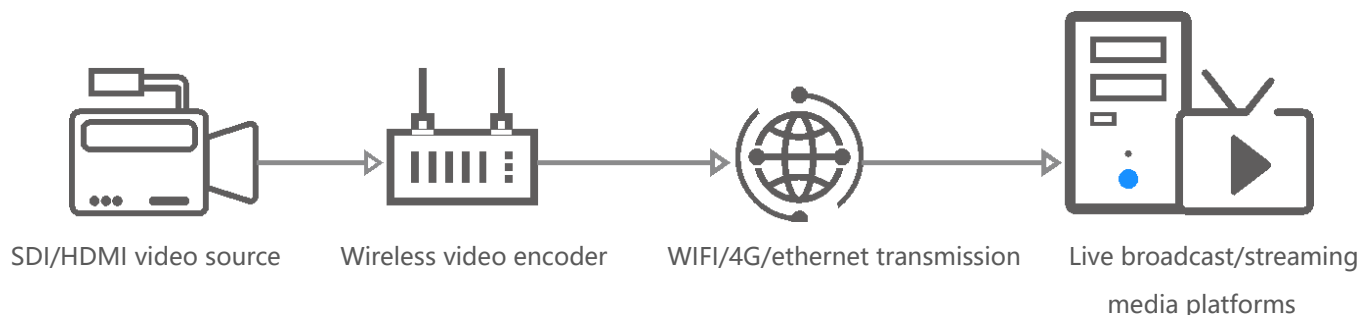 SDI/HDMI video source
Wireless video encoder
WIFI/4G/ethernet transmission
Live broadcast/streaming
media platforms